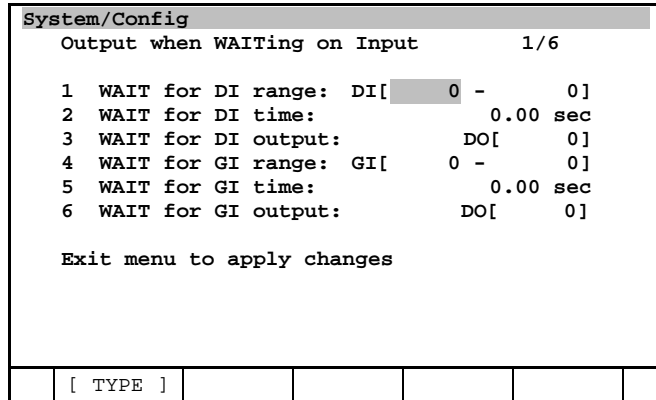 System/Config
Output when WAITing on Input 1/6
1 WAIT for DI range: DI[ 0 - 0]
2 WAIT for DI time: 0.00 sec
3 WAIT for DI output: DO[ 0]
4 WAIT for GI range: GI[ 0 - 0]
5 WAIT for GI time: 0.00 sec
6 WAIT for GI output: DO[ 0]
Exit menu to apply changes
[ TYPE ]